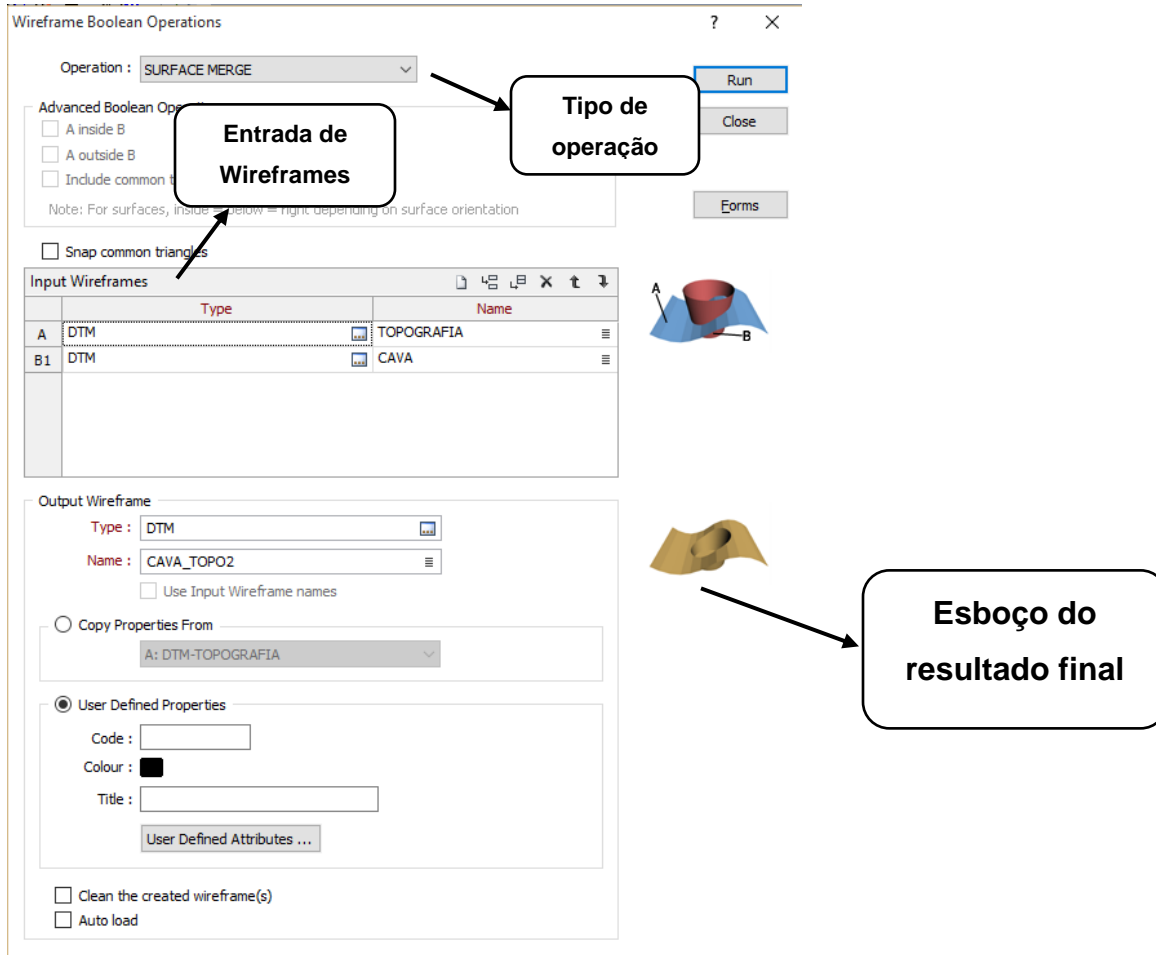 Wireframe Boolean Operations
?
Operation :
SURFACE MERGE
Run
Tipo de
operação
Advanced Boolean
A inside B
A outside B
Include common
Entrada de
Wireframes
Close
Note: For surfaces, inside = below = right depending on surface orientation
Forms
Snap common triangles
Input Wireframes
Type
Name
A
DTM
TOPOGRAFIA
B1
DTM
CAVA
A
B
Output Wireframe
Type :
DTM
Name :
CAVA_TOPO2
Use Input Wireframe names
Copy Properties From
A: DTM-TOPOGRAFIA
Esboço do
resultado final
User Defined Properties
Code :
Colour :
Title :
User Defined Attributes ...
Clean the created wireframe(s)
Auto load